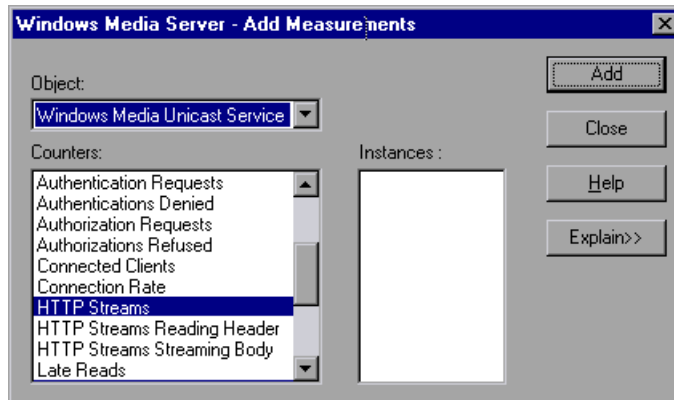 Windows Media Server - Add Measurements
Object:
Windows Media Unicast Service
Counters:
Authentication Requests
Authentications Denied
Authorization Requests
Authorizations Refused
Connected Clients
Connection Rate
HTTP Streams
HTTP Streams Reading Header
HTTP Streams Streaming Body
Late Reads
Instances :
Add
Close
Help
Explain>>